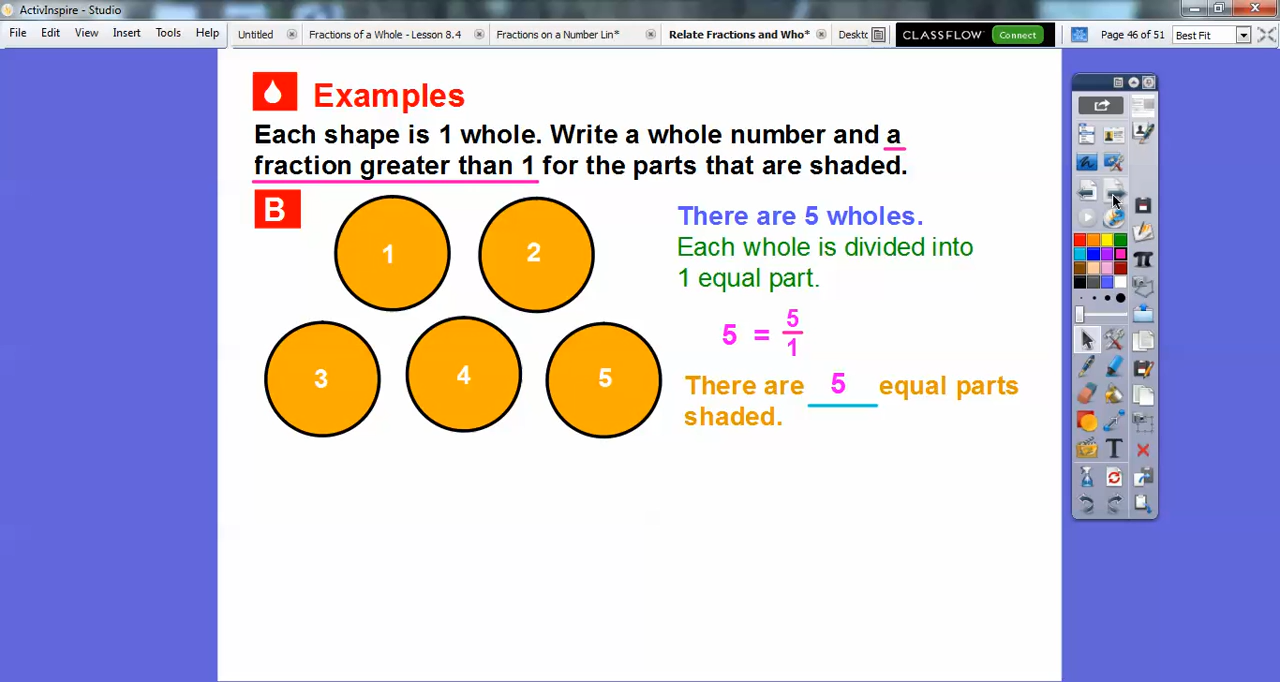 ActivInspire - Studio
File Edit View Insert Tools Help
Untitled
Fractions of a Whole - Lesson 8.4
Fractions on a Number Lin*
Relate Fractions and Who*
Deskto
CLASSFLOW Connect
Page 46 of 51
Best Fit
Examples
Each shape is 1 whole. Write a whole number and a
fraction greater than 1 for the parts that are shaded.
B
1 2
3 4 5
There are 5 wholes.
Each whole is divided into
1 equal part.
5 = 5/1
There are 5 equal parts
shaded.